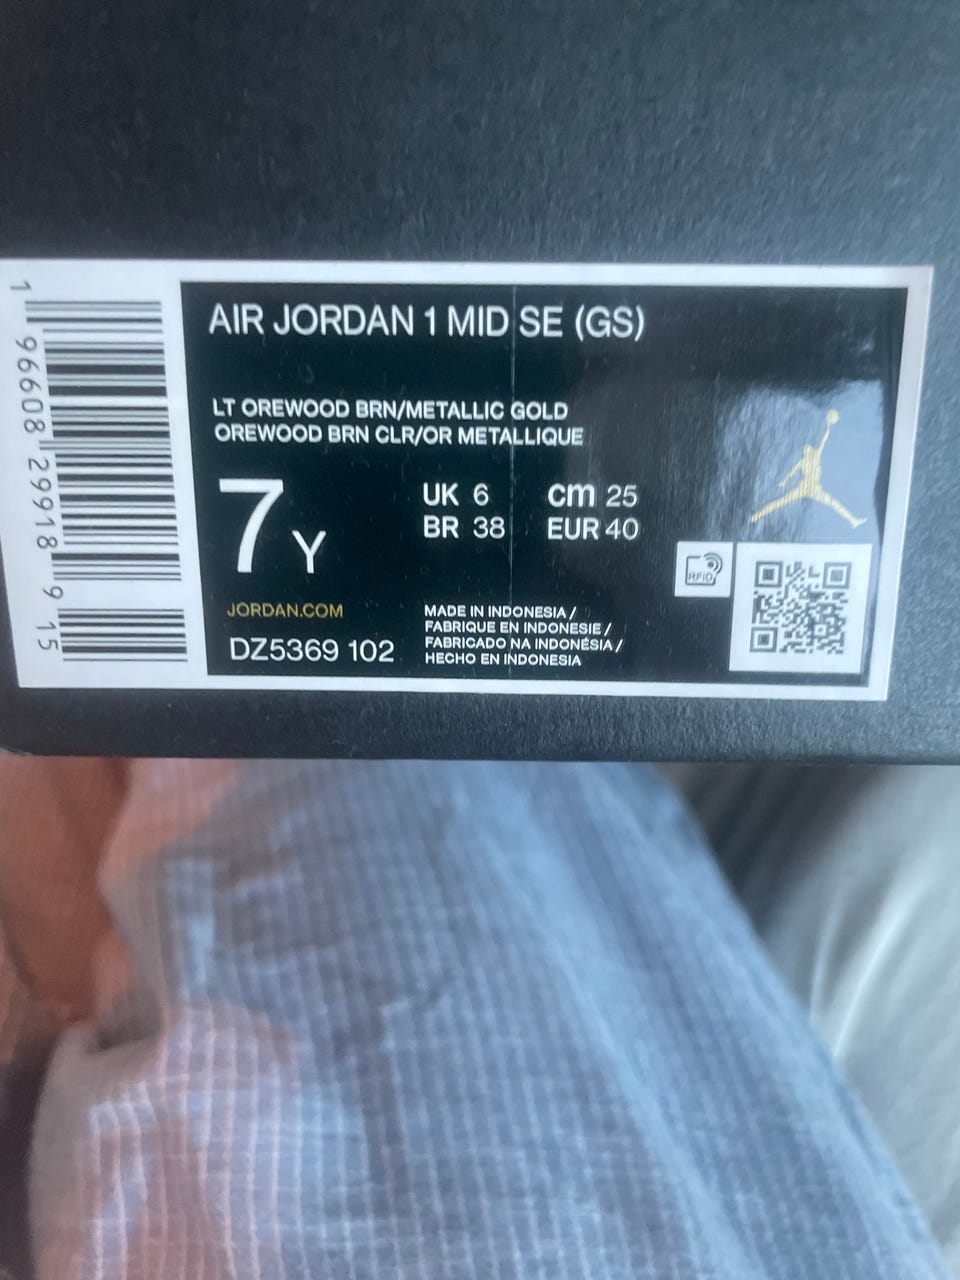 AIR JORDAN 1 MID SE (GS)
LT OREWOOD BRN/METALLIC GOLD
OREWOOD BRN CLR/OR METALLIQUE
7 Y
UK 6 cm 25
BR 38 EUR 40
RFID
JORDAN.COM
DZ5369 102
MADE IN INDONESIA /
FABRIQUE EN INDONESIE /
FABRICADO NA INDONÉSIA /
HECHO EN INDONESIA
1 96608 29918 9 15